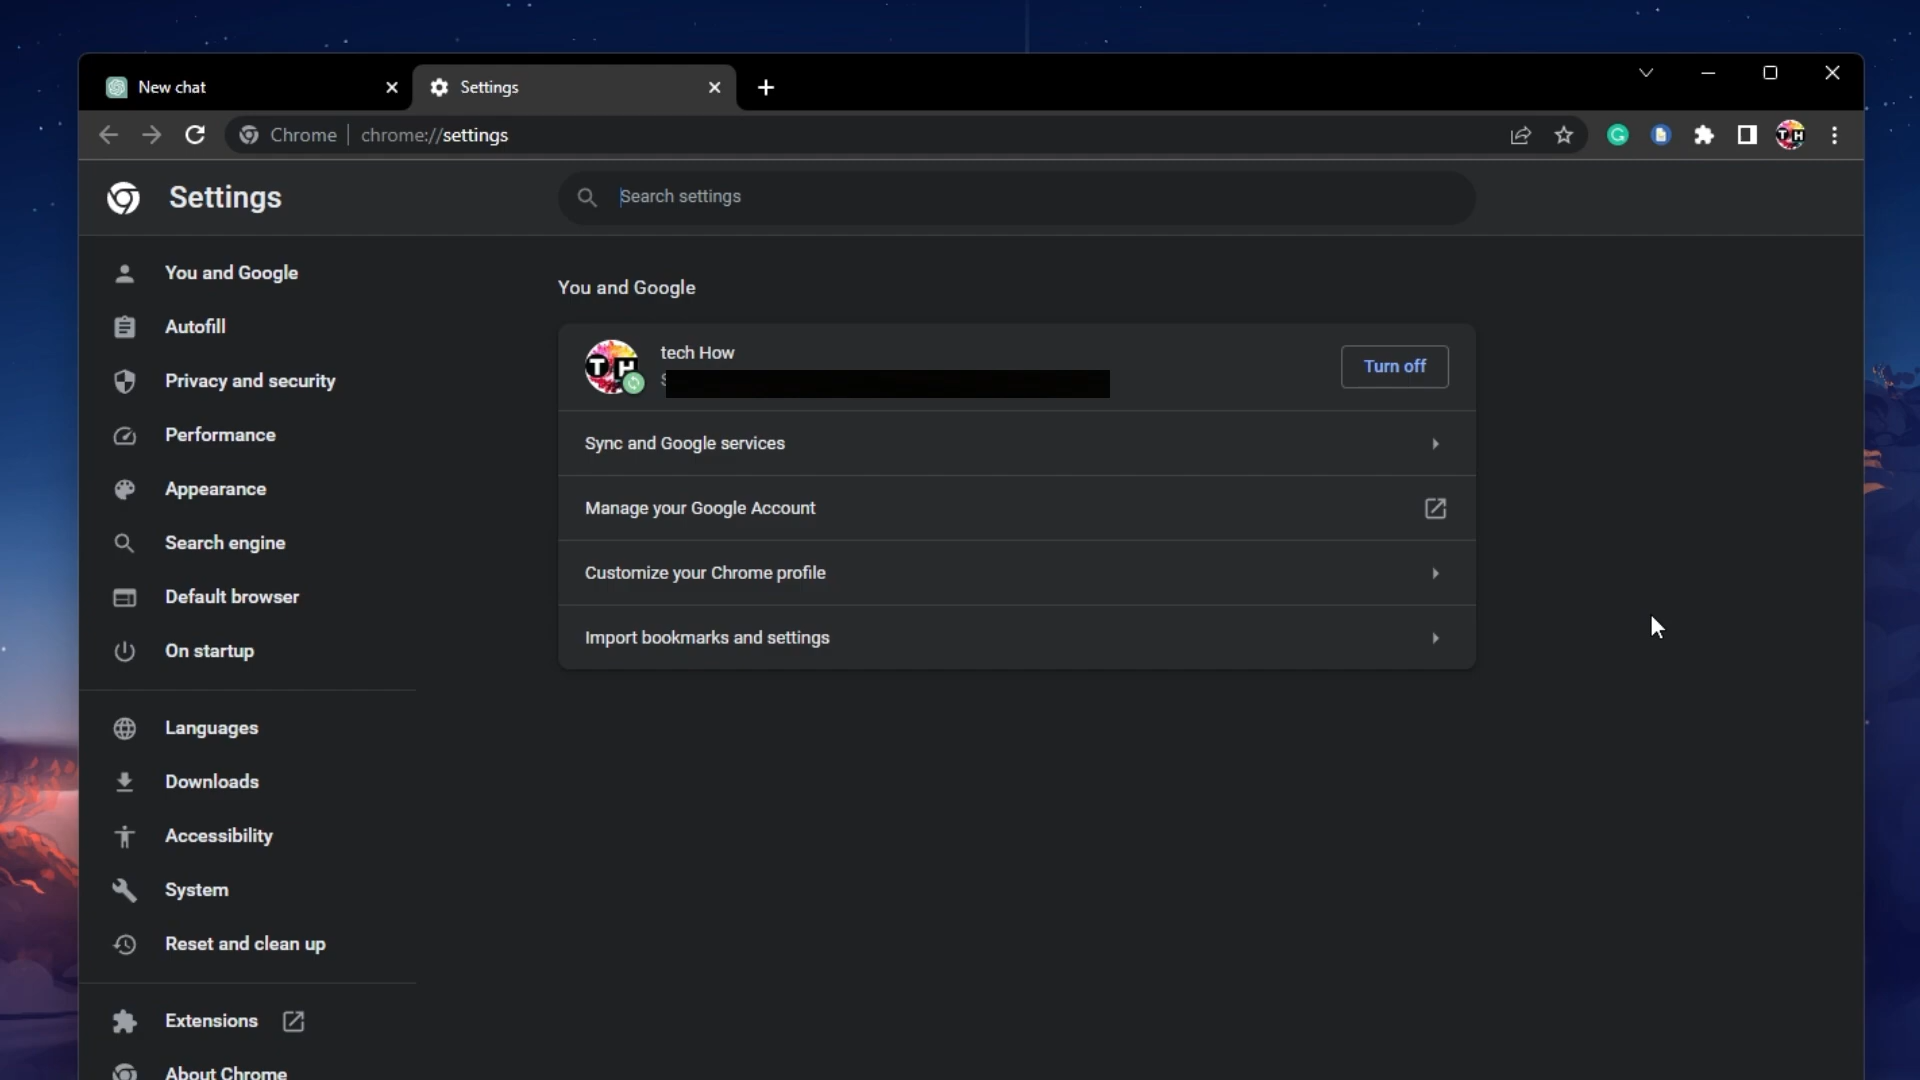 New chat
Settings
Chrome | chrome://settings
Settings
Search settings
You and Google
Autofill
Privacy and security
Performance
Appearance
Search engine
Default browser
On startup
Languages
Downloads
Accessibility
System
Reset and clean up
Extensions
About Chrome
You and Google
TH
tech How
Turn off
Sync and Google services
Manage your Google Account
Customize your Chrome profile
Import bookmarks and settings